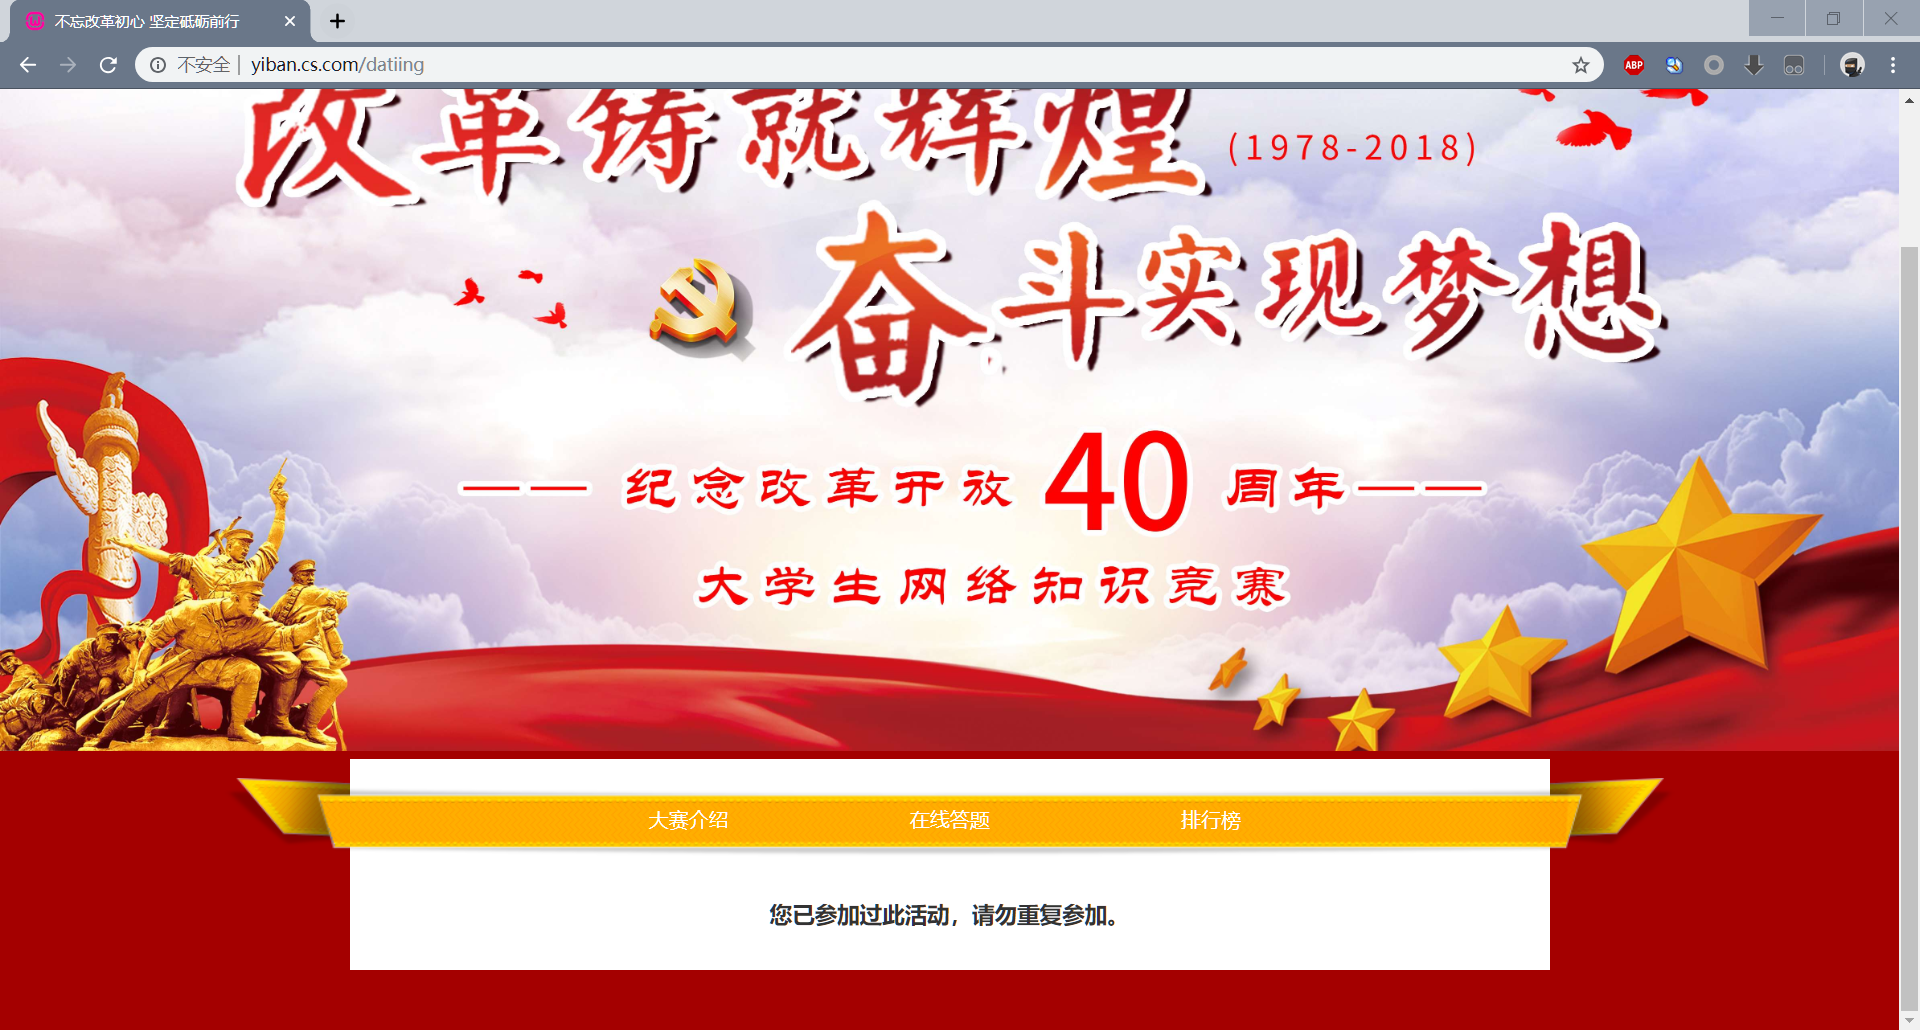 不忘改革初心 坚定砥砺前行
不安全 | yiban.cs.com/datiing
ABP
改革铸就辉煌
(1978-2018)
奋斗实现梦想
—— 纪念改革开放 40 周年——
大学生网络知识竞赛
大赛介绍 在线答题 排行榜
您已参加过此活动，请勿重复参加。